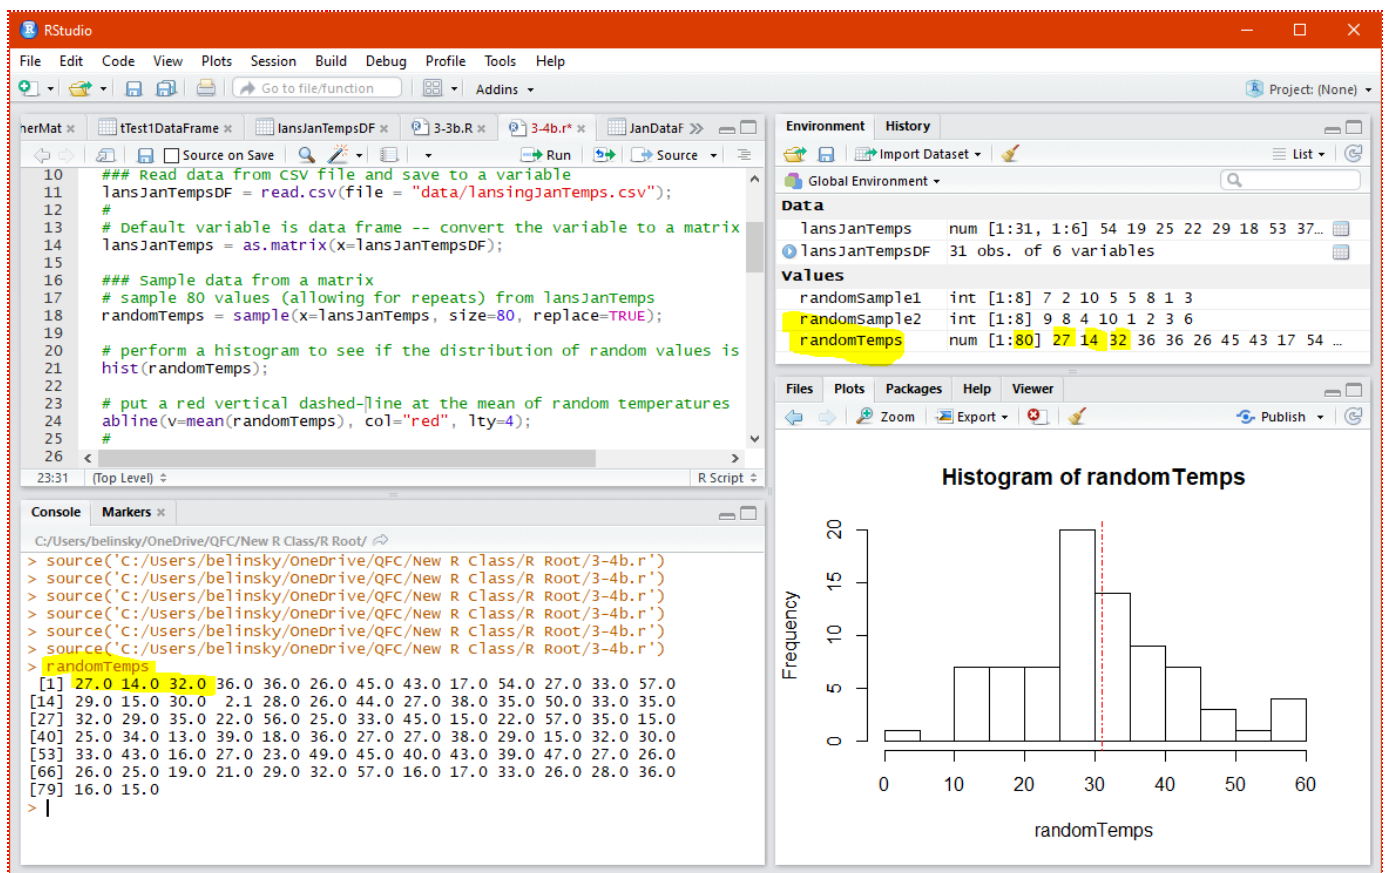 RStudio
File Edit Code View Plots Session Build Debug Profile Tools Help
Go to file/function Addins Project: (None)
herMat tTest1DataFrame lansJanTempsDF 3-3b.R 3-4b.r* JanDataF
Source on Save Run Source
10 ### Read data from CSV file and save to a variable
11 lansJanTempsDF = read.csv(file = "data/lansingJanTemps.csv");
12 #
13 # Default variable is data frame -- convert the variable to a matrix
14 lansJanTemps = as.matrix(x=lansJanTempsDF);
15
16 ### Sample data from a matrix
17 # sample 80 values (allowing for repeats) from lansJanTemps
18 randomTemps = sample(x=lansJanTemps, size=80, replace=TRUE);
19
20 # perform a histogram to see if the distribution of random values is
21 hist(randomTemps);
22
23 # put a red vertical dashed-line at the mean of random temperatures
24 abline(v=mean(randomTemps), col="red", lty=4);
25 #
26
23:31 (Top Level) R Script
Console Markers
C:/Users/belinsky/OneDrive/QFC/New R Class/R Root/
> source('C:/Users/belinsky/OneDrive/QFC/New R Class/R Root/3-4b.r')
> source('C:/Users/belinsky/OneDrive/QFC/New R Class/R Root/3-4b.r')
> source('C:/Users/belinsky/OneDrive/QFC/New R Class/R Root/3-4b.r')
> source('C:/Users/belinsky/OneDrive/QFC/New R Class/R Root/3-4b.r')
> source('C:/Users/belinsky/OneDrive/QFC/New R Class/R Root/3-4b.r')
> source('C:/Users/belinsky/OneDrive/QFC/New R Class/R Root/3-4b.r')
> randomTemps
[1] 27.0 14.0 32.0 36.0 36.0 26.0 45.0 43.0 17.0 54.0 27.0 33.0 57.0
[14] 29.0 15.0 30.0 2.1 28.0 26.0 44.0 27.0 38.0 35.0 50.0 33.0 35.0
[27] 32.0 29.0 35.0 22.0 56.0 25.0 33.0 45.0 15.0 22.0 57.0 35.0 15.0
[40] 25.0 34.0 13.0 39.0 18.0 36.0 27.0 27.0 38.0 29.0 15.0 32.0 30.0
[53] 33.0 43.0 16.0 27.0 23.0 49.0 45.0 40.0 43.0 39.0 47.0 27.0 26.0
[66] 26.0 25.0 19.0 21.0 29.0 32.0 57.0 16.0 17.0 33.0 26.0 28.0 36.0
[79] 16.0 15.0
>
Environment History
Import Dataset List
Global Environment
Data
lansJanTemps num [1:31, 1:6] 54 19 25 22 29 18 53 37…
lansJanTempsDF 31 obs. of 6 variables
Values
randomSample1 int [1:8] 7 2 10 5 5 8 1 3
randomSample2 int [1:8] 9 8 4 10 1 2 3 6
randomTemps num [1:80] 27 14 32 36 36 26 45 43 17 54 …
Files Plots Packages Help Viewer
Zoom Export Publish
Histogram of randomTemps
Frequency
20
15
10
5
0
0 10 20 30 40 50 60
randomTemps